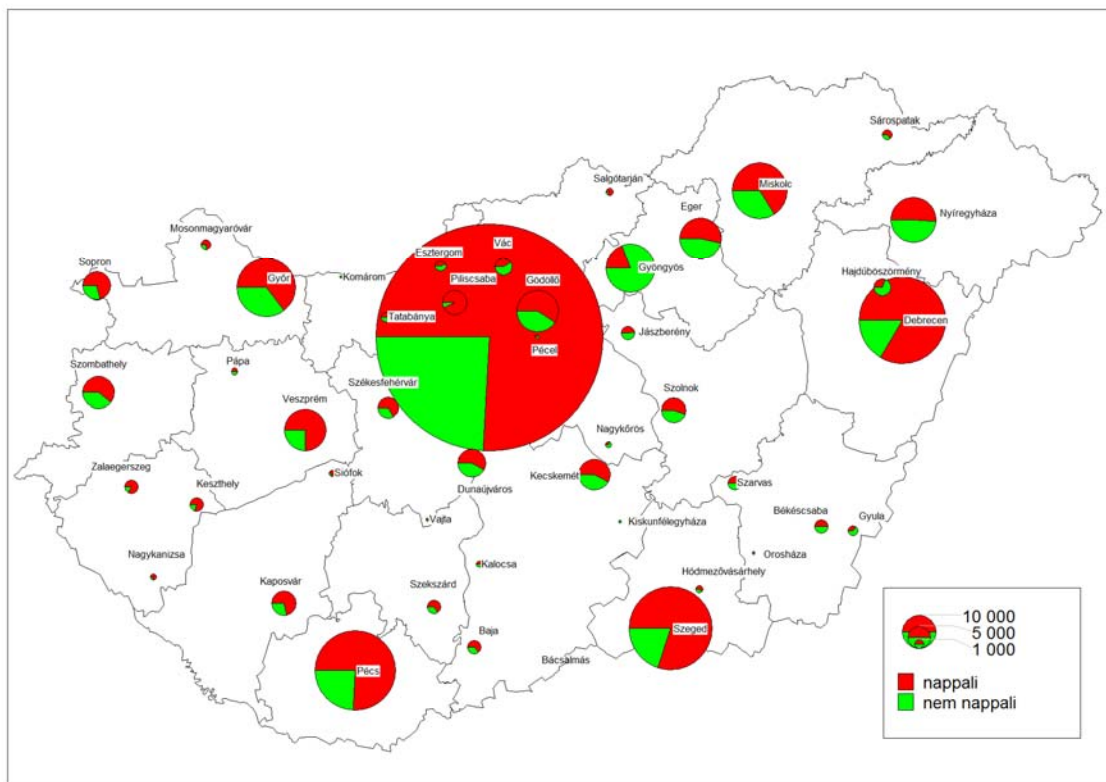 Sárospatak
Salgótarján
Miskolc
Eger
Nyíregyháza
Mosonmagyaróvár
Vác
Esztergom
Sopron
Győr
Komárom
Piliscsaba
Gödöllő
Gyöngyös
Hajdúböszörmény
Tatabánya
Debrecen
Jászberény
Pécel
Pápa
Szombathely
Székesfehérvár
Veszprém
Szolnok
Nagykőrös
Zalaegerszeg
Siófok
Keszthely
Dunaújváros
Kecskemét
Szarvas
Vajta
Kiskunfélegyháza
Békéscsaba
Gyula
Nagykanizsa
Orosháza
Kalocsa
Hódmezővásárhely
Kaposvár
Szekszárd
Baja
Szeged
Bácsalmás
Pécs
10 000
5 000
1 000
nappali
nem nappali